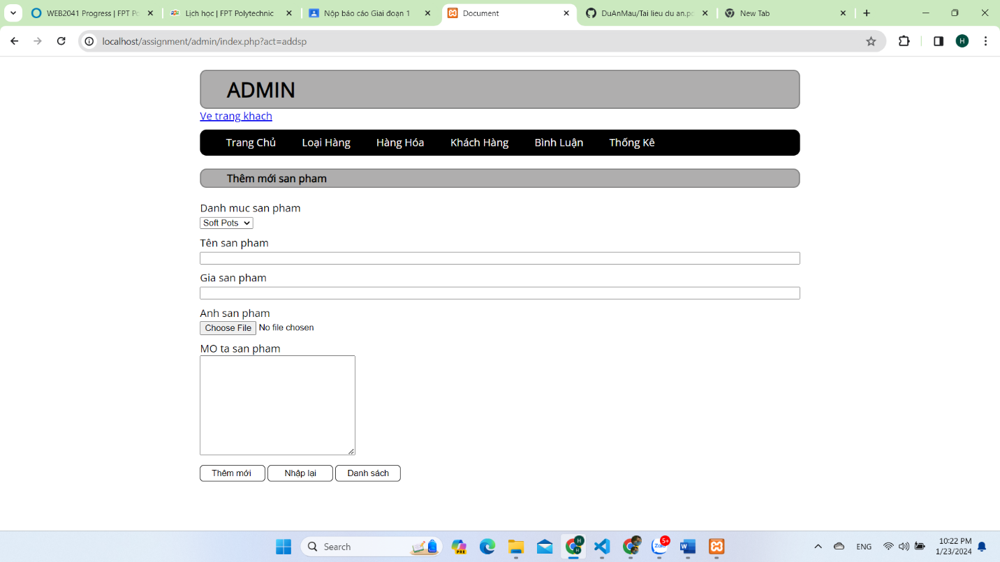 WEB2041 Progress | FPT Po
Lịch học | FPT Polytechnic
Nộp báo cáo Giai đoạn 1
Document
DuAnMau/Tai lieu du an.pd
New Tab
localhost/assignment/admin/index.php?act=addsp
H
ADMIN
Ve trang khach
Trang Chủ Loại Hàng Hàng Hóa Khách Hàng Bình Luận Thống Kê
Thêm mới san pham
Danh muc san pham
Soft Pots
Tên san pham
Gia san pham
Anh san pham
Choose File No file chosen
MO ta san pham
Thêm mới Nhập lại Danh sách
Search
PRE
H
Zalo
5+
ENG
10:22 PM
1/23/2024